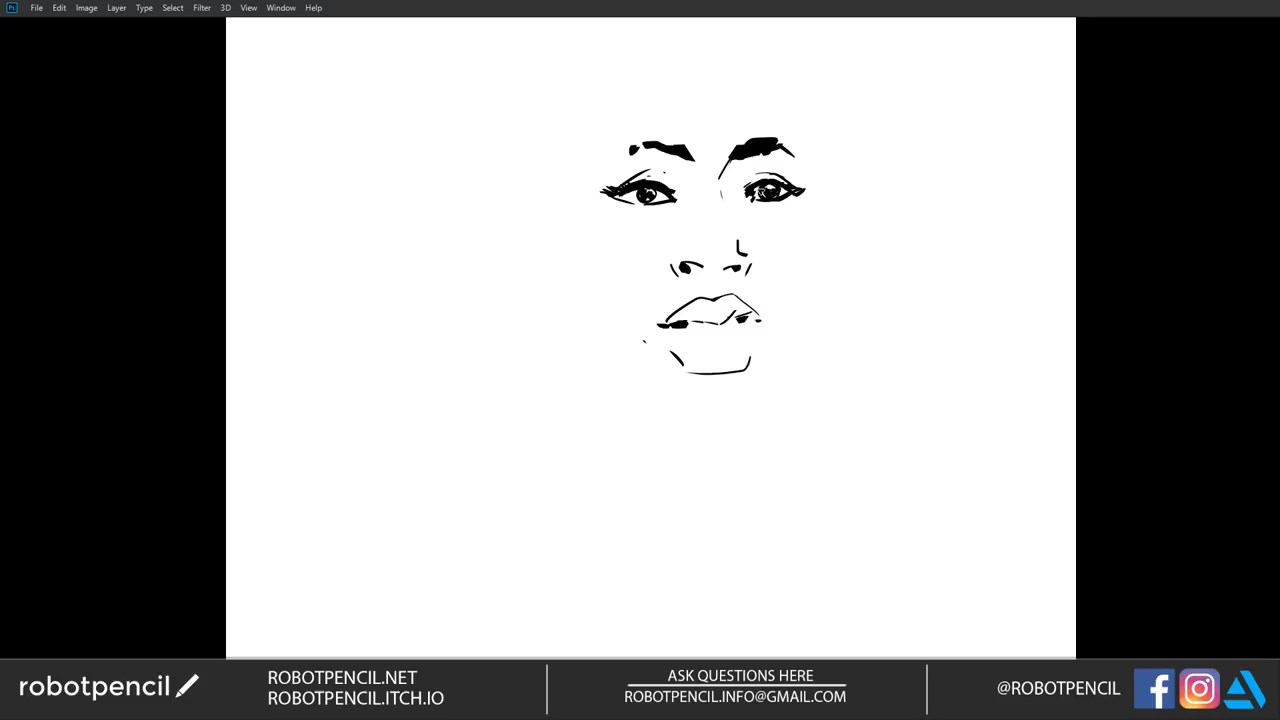 Ps File Edit Image Layer Type Select Filter 3D View Window Help
robotpencil
ROBOTPENCIL.NET
ROBOTPENCIL.ITCH.IO
ASK QUESTIONS HERE
ROBOTPENCIL.INFO@GMAIL.COM
@ROBOTPENCIL